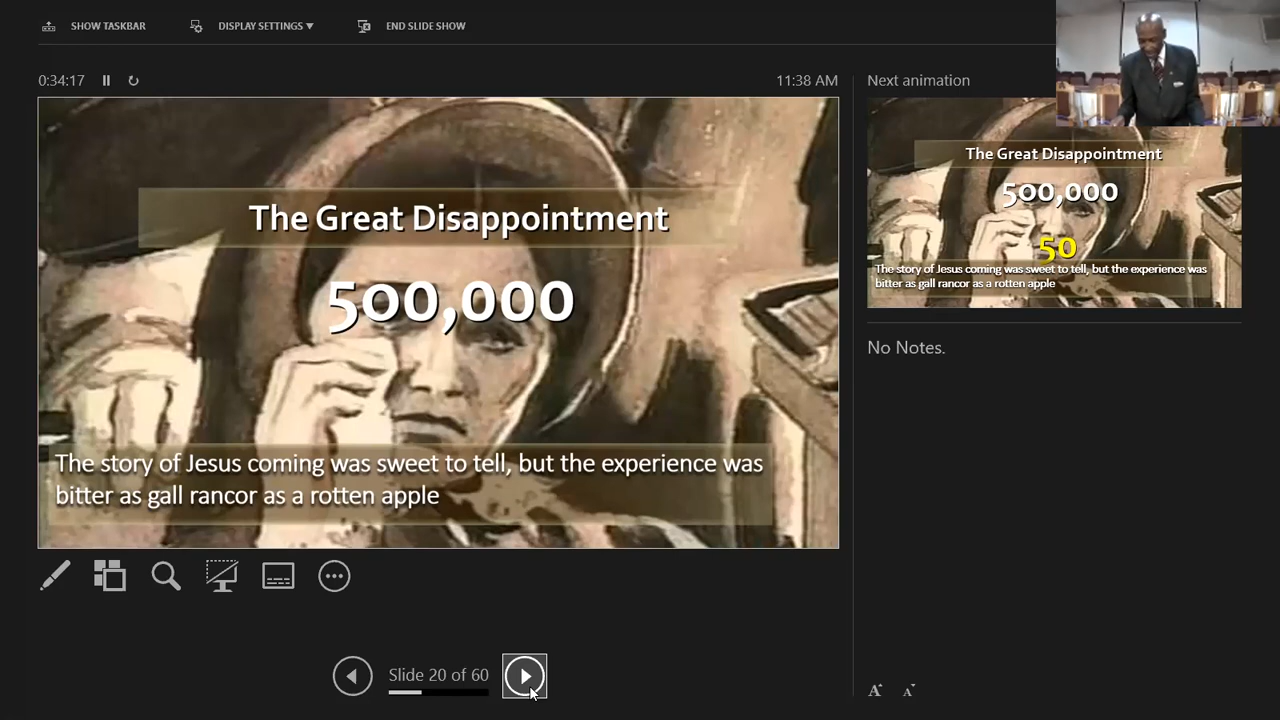 SHOW TASKBAR
DISPLAY SETTINGS ▼
END SLIDE SHOW
0:34:17
11:38 AM
The Great Disappointment
500,000
The story of Jesus coming was sweet to tell, but the experience was
bitter as gall rancor as a rotten apple
Slide 20 of 60
Next animation
The Great Disappointment
500,000
50
The story of Jesus coming was sweet to tell, but the experience was
bitter as gall rancor as a rotten apple
No Notes.
A A